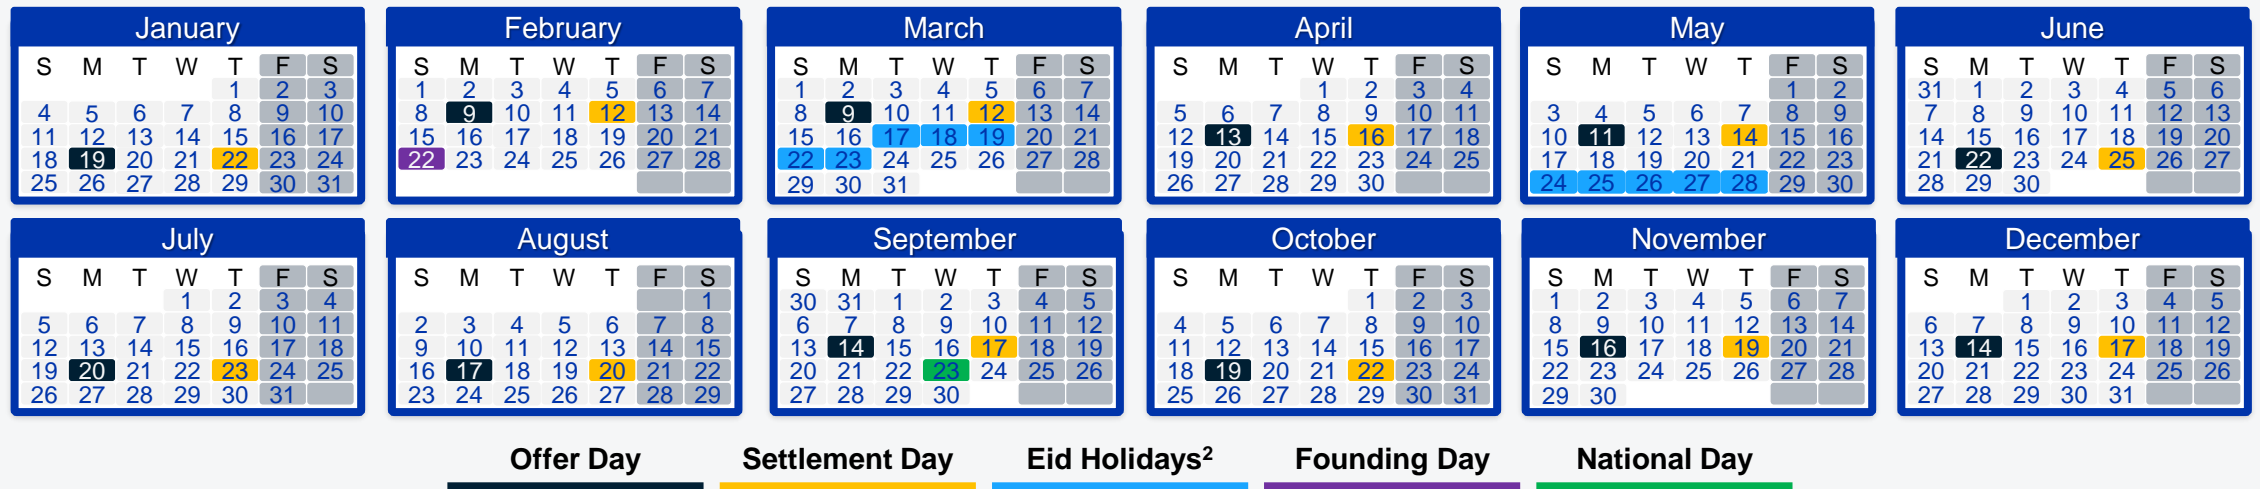 January
S M T W T F S
1 2 3
4 5 6 7 8 9 10
11 12 13 14 15 16 17
18 19 20 21 22 23 24
25 26 27 28 29 30 31
February
S M T W T F S
1 2 3 4 5 6 7
8 9 10 11 12 13 14
15 16 17 18 19 20 21
22 23 24 25 26 27 28
March
S M T W T F S
1 2 3 4 5 6 7
8 9 10 11 12 13 14
15 16 17 18 19 20 21
22 23 24 25 26 27 28
29 30 31
April
S M T W T F S
1 2 3 4
5 6 7 8 9 10 11
12 13 14 15 16 17 18
19 20 21 22 23 24 25
26 27 28 29 30
May
S M T W T F S
1 2
3 4 5 6 7 8 9
10 11 12 13 14 15 16
17 18 19 20 21 22 23
24 25 26 27 28 29 30
June
S M T W T F S
31 1 2 3 4 5 6
7 8 9 10 11 12 13
14 15 16 17 18 19 20
21 22 23 24 25 26 27
28 29 30
July
S M T W T F S
1 2 3 4
5 6 7 8 9 10 11
12 13 14 15 16 17 18
19 20 21 22 23 24 25
26 27 28 29 30 31
August
S M T W T F S
1
2 3 4 5 6 7 8
9 10 11 12 13 14 15
16 17 18 19 20 21 22
23 24 25 26 27 28 29
September
S M T W T F S
30 31 1 2 3 4 5
6 7 8 9 10 11 12
13 14 15 16 17 18 19
20 21 22 23 24 25 26
27 28 29 30
October
S M T W T F S
1 2 3
4 5 6 7 8 9 10
11 12 13 14 15 16 17
18 19 20 21 22 23 24
25 26 27 28 29 30 31
November
S M T W T F S
1 2 3 4 5 6 7
8 9 10 11 12 13 14
15 16 17 18 19 20 21
22 23 24 25 26 27 28
29 30
December
S M T W T F S
1 2 3 4 5
6 7 8 9 10 11 12
13 14 15 16 17 18 19
20 21 22 23 24 25 26
27 28 29 30 31
Offer Day Settlement Day Eid Holidays² Founding Day National Day